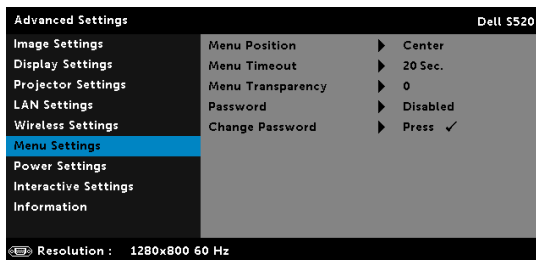 Advanced Settings Dell S520
Image Settings
Display Settings
Projector Settings
LAN Settings
Wireless Settings
Menu Settings
Power Settings
Interactive Settings
Information
Menu Position Center
Menu Timeout 20 Sec.
Menu Transparency 0
Password Disabled
Change Password Press ✓
Resolution : 1280x800 60 Hz